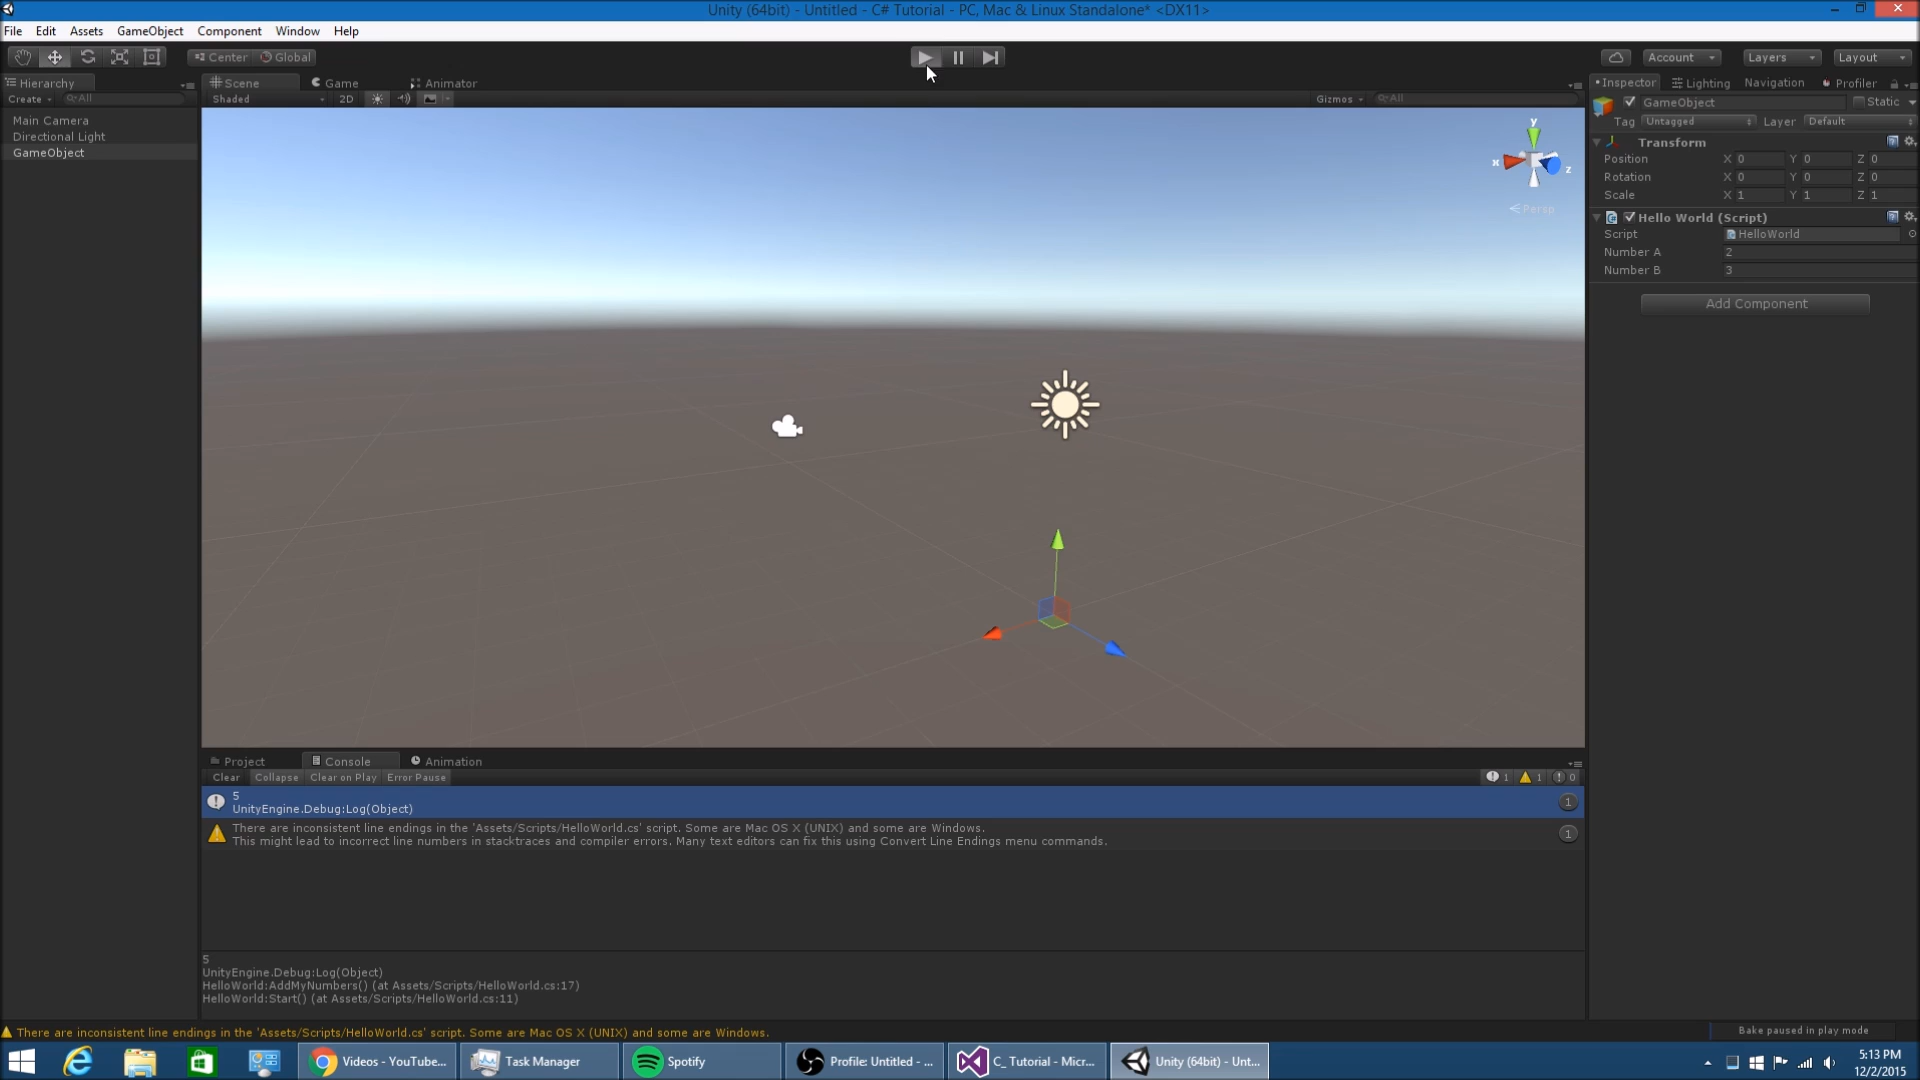 Unity (64bit) - Untitled - C# Tutorial - PC, Mac & Linux Standalone* <DX11>
File Edit Assets GameObject Component Window Help
Center Global
Account Layers Layout
Hierarchy
Create All
Main Camera
Directional Light
GameObject
Scene Game Animator
Shaded 2D Gizmos All
y
x
z
Persp
Inspector Lighting Navigation Profiler
GameObject Static
Tag Untagged Layer Default
Transform
Position X 0 Y 0 Z 0
Rotation X 0 Y 0 Z 0
Scale X 1 Y 1 Z 1
Hello World (Script)
Script HelloWorld
Number A 2
Number B 3
Add Component
Project Console Animation
Clear Collapse Clear on Play Error Pause 1 1 0
5
UnityEngine.Debug:Log(Object) 1
There are inconsistent line endings in the 'Assets/Scripts/HelloWorld.cs' script. Some are Mac OS X (UNIX) and some are Windows.
This might lead to incorrect line numbers in stacktraces and compiler errors. Many text editors can fix this using Convert Line Endings menu commands. 1
5
UnityEngine.Debug:Log(Object)
HelloWorld:AddMyNumbers() (at Assets/Scripts/HelloWorld.cs:17)
HelloWorld:Start() (at Assets/Scripts/HelloWorld.cs:11)
There are inconsistent line endings in the 'Assets/Scripts/HelloWorld.cs' script. Some are Mac OS X (UNIX) and some are Windows.
Bake paused in play mode
Videos - YouTube... Task Manager Spotify Profile: Untitled - ... C_ Tutorial - Micr... Unity (64bit) - Unt...
5:13 PM
12/2/2015